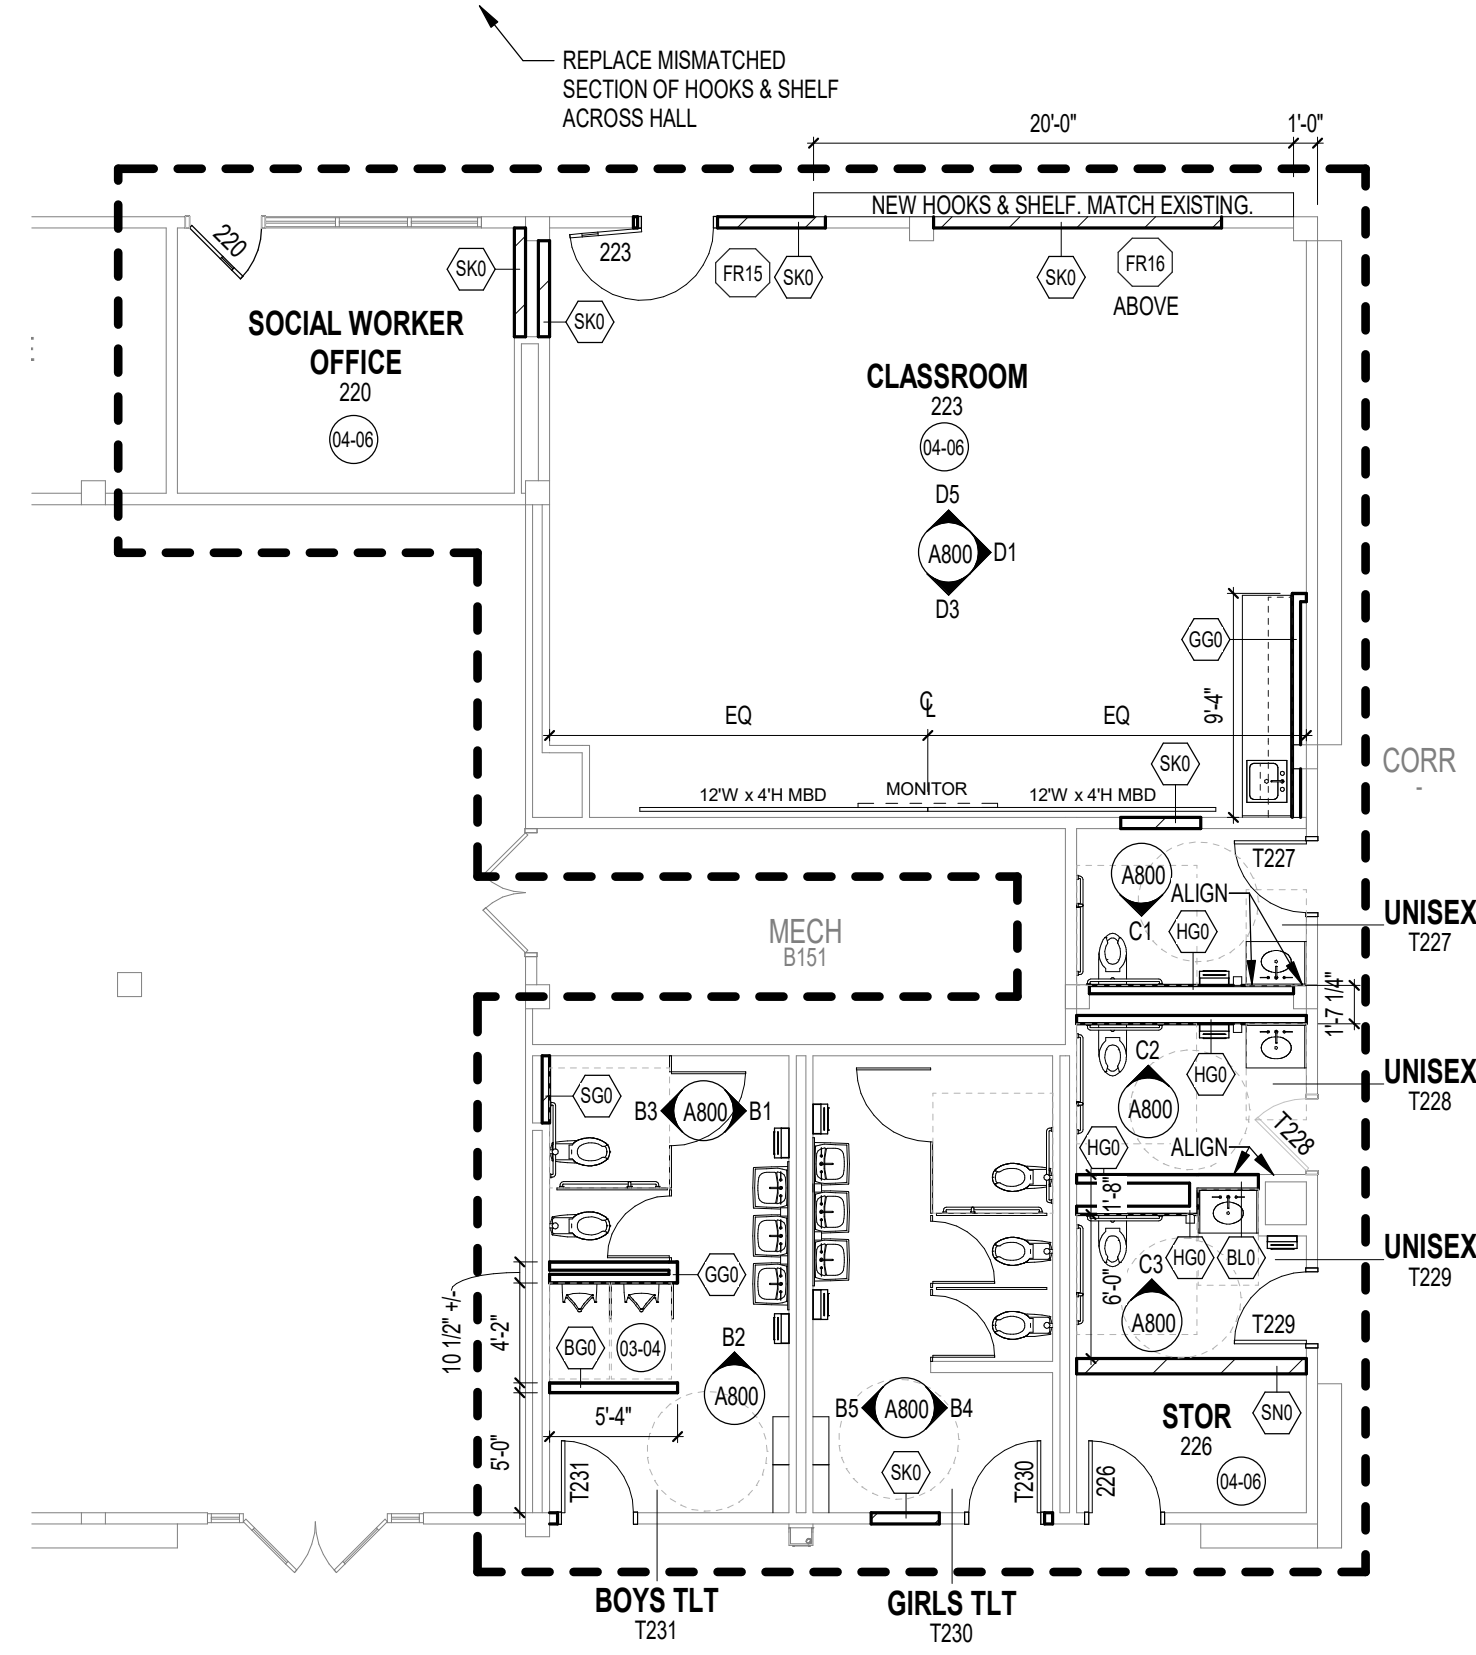 REPLACE MISMATCHED
SECTION OF HOOKS & SHELF
ACROSS HALL
20'-0"
1'-0"
NEW HOOKS & SHELF. MATCH EXISTING.
220
SK0
223
FR15
SK0
SK0
FR16
ABOVE
SK0
SOCIAL WORKER
OFFICE
220
04-06
CLASSROOM
223
04-06
D5
A800
D1
D3
GG0
9'-4"
EQ
CL
EQ
SK0
CORR
-
12'W x 4'H MBD
MONITOR
12'W x 4'H MBD
T227
A800
ALIGN
C1
HG0
UNISEX
T227
MECH
B151
1'-7 1/4"
C2
HG0
A800
UNISEX
T228
T228
SG0
B3
A800
B1
HG0
ALIGN
1'-8"
GG0
C3
HG0
BL0
UNISEX
T229
6'-0"
A800
T229
10 1/2" +/-
4'-2"
BG0
03-04
B2
A800
5'-4"
5'-0"
B5
A800
B4
SK0
STOR
226
SN0
04-06
T231
T230
226
BOYS TLT
T231
GIRLS TLT
T230